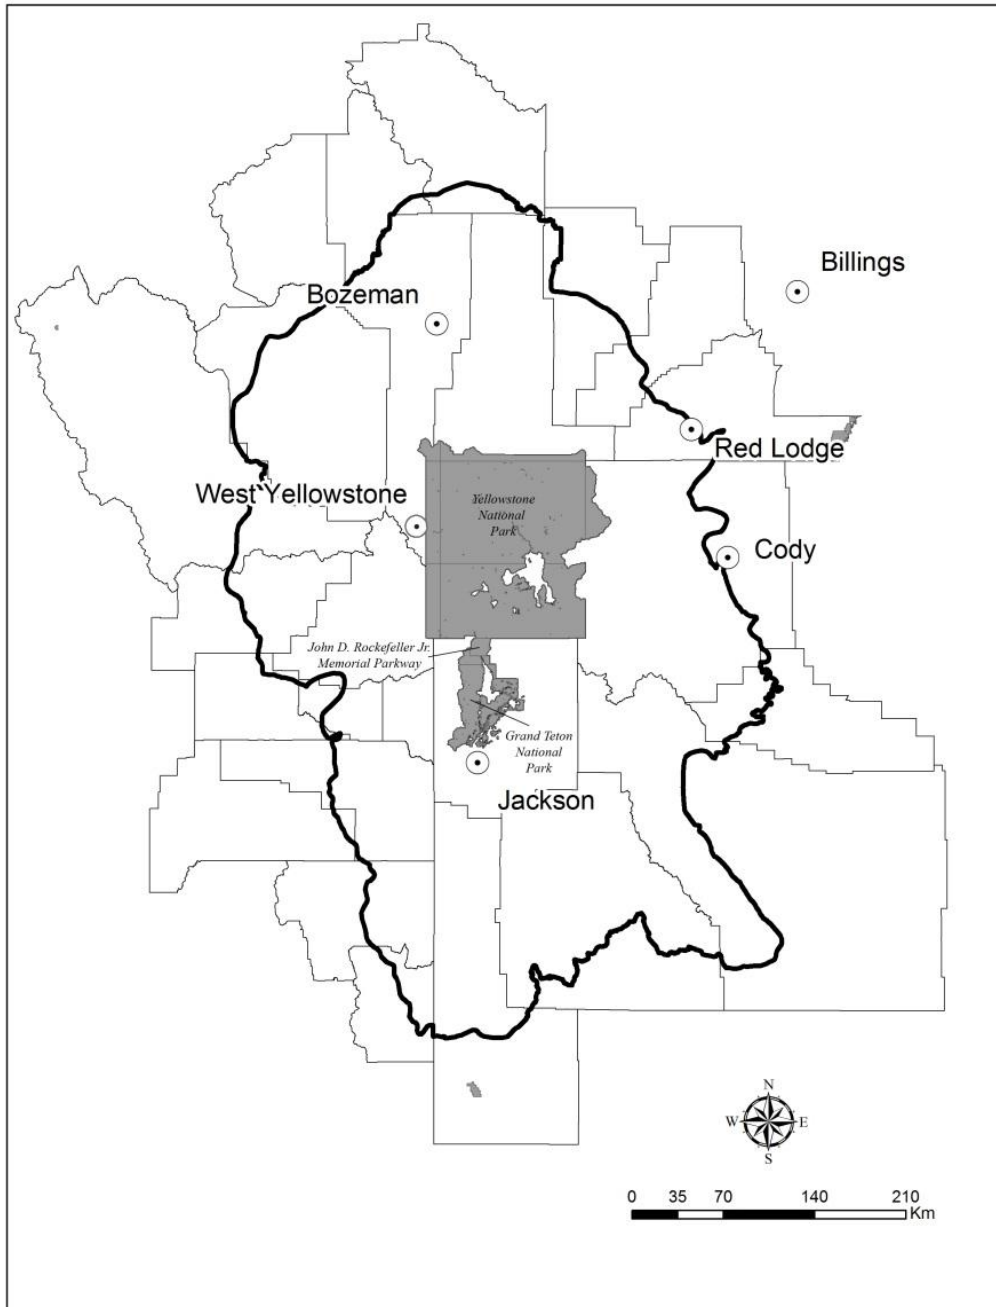 Billings
Bozeman
Red Lodge
West Yellowstone
Yellowstone
National
Park
Cody
John D. Rockefeller Jr.
Memorial Parkway
Grand Teton
National
Park
Jackson
N
W E
S
0 35 70 140 210
Km